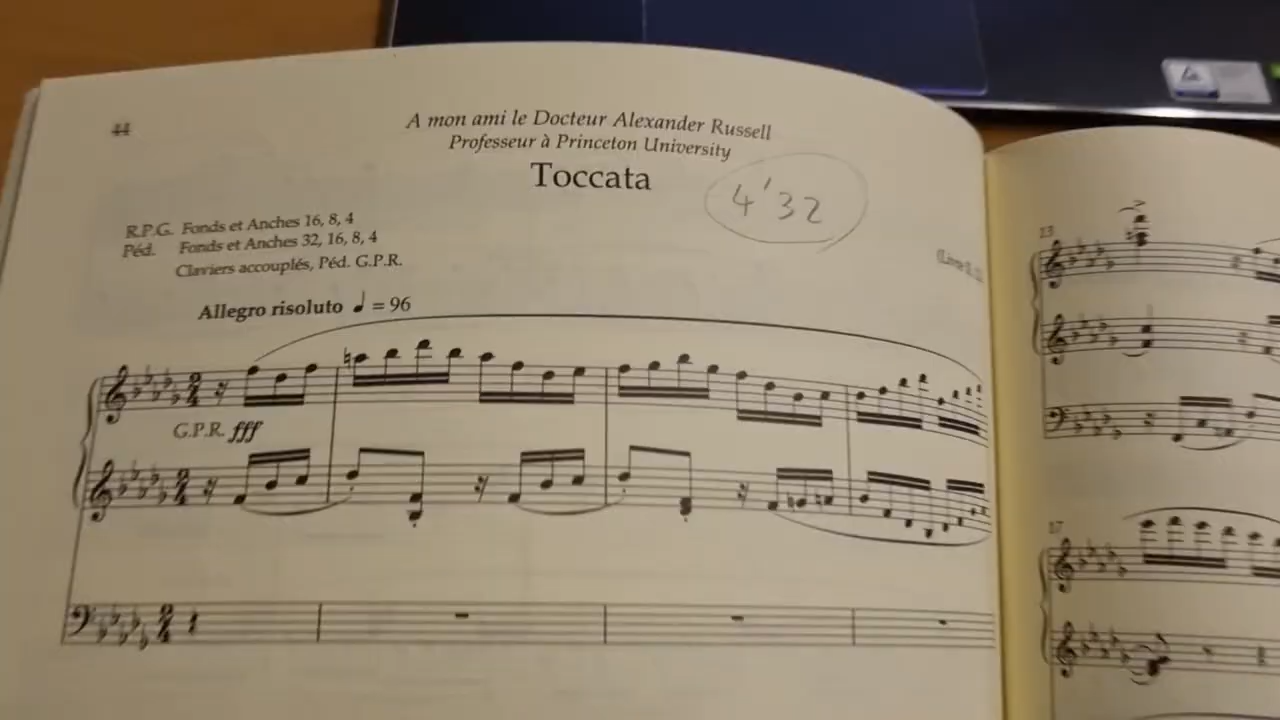 44
A mon ami le Docteur Alexander Russell
Professeur à Princeton University
Toccata
4'32
R.P.G. Fonds et Anches 16, 8, 4
Péd. Fonds et Anches 32, 16, 8, 4
Claviers accouplés, Péd. G.P.R.
Allegro risoluto ♩ = 96
G.P.R. fff
13
17